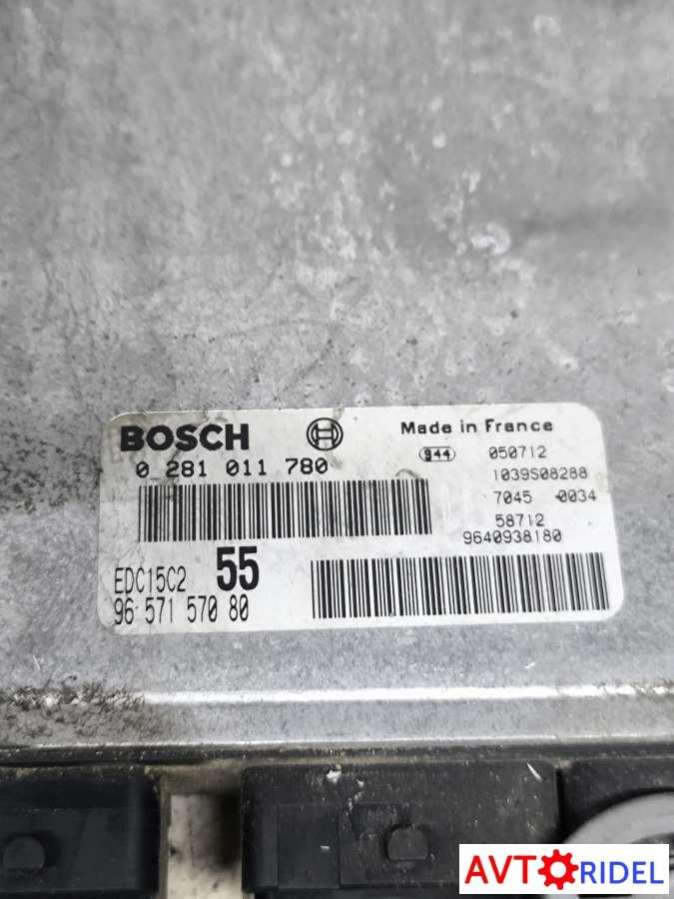 BOSCH
Made in France
0 281 011 780
944 050712
1039S08288
7045 0034
58712
9640938180
EDC15C2 55
96 571 570 80
AVTORIDEL